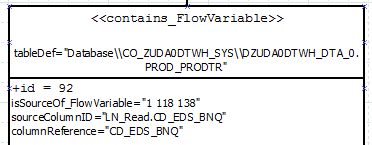 <<contains_FlowVariable>>
tableDef="Database\\CO_ZUDA0DTWH_SYS\\DZUDA0DTWH_DTA_0.
PROD_PRODTR"
+id = 92
isSourceOf_FlowVariable="1 118 138"
sourceColumnID="LN_Read.CD_EDS_BNQ"
columnReference="CD_EDS_BNQ"